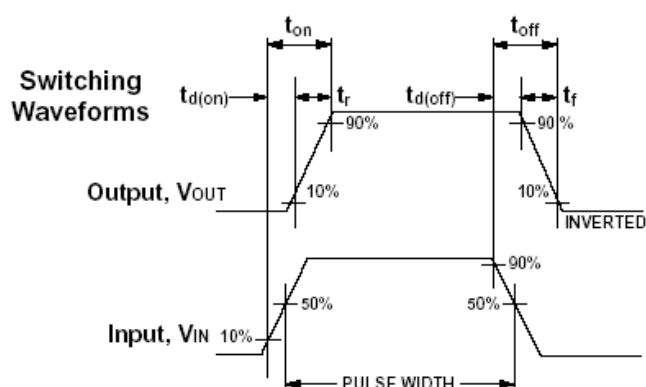 ton toff
Switching
Waveforms
td(on) tr td(off) tf
90% 90%
Output, VOUT 10% 10%
INVERTED
90%
50% 50%
Input, VIN 10%
PULSE WIDTH